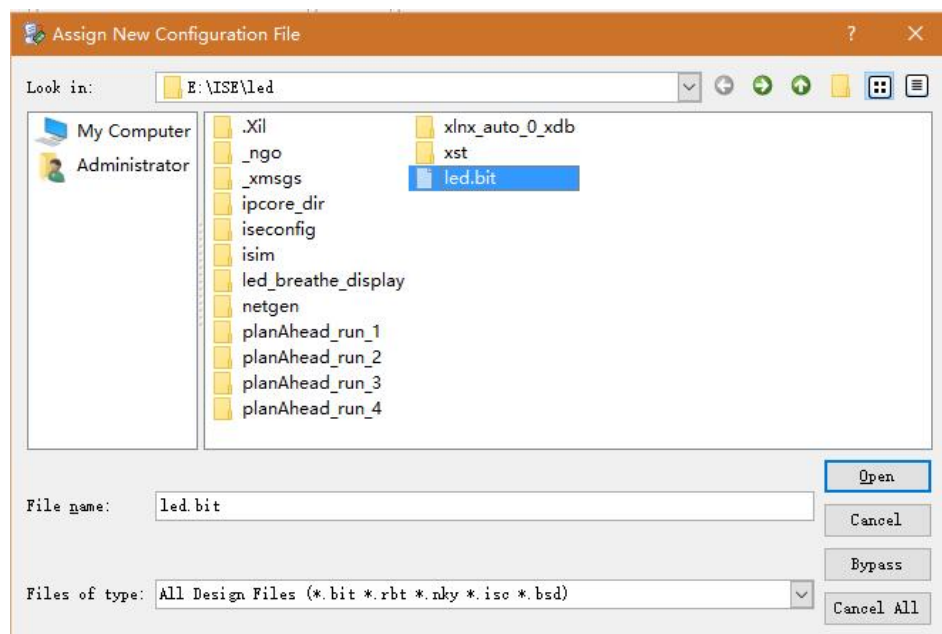 Assign New Configuration File ? ×
Look in: E:\ISE\led
My Computer
Administrator
.Xil
_ngo
_xmsgs
ipcore_dir
iseconfig
isim
led_breathe_display
netgen
planAhead_run_1
planAhead_run_2
planAhead_run_3
planAhead_run_4
xlnx_auto_0_xdb
xst
led.bit
Open
File name: led.bit
Cancel
Bypass
Files of type: All Design Files (*.bit *.rbt *.nky *.isc *.bsd)
Cancel All